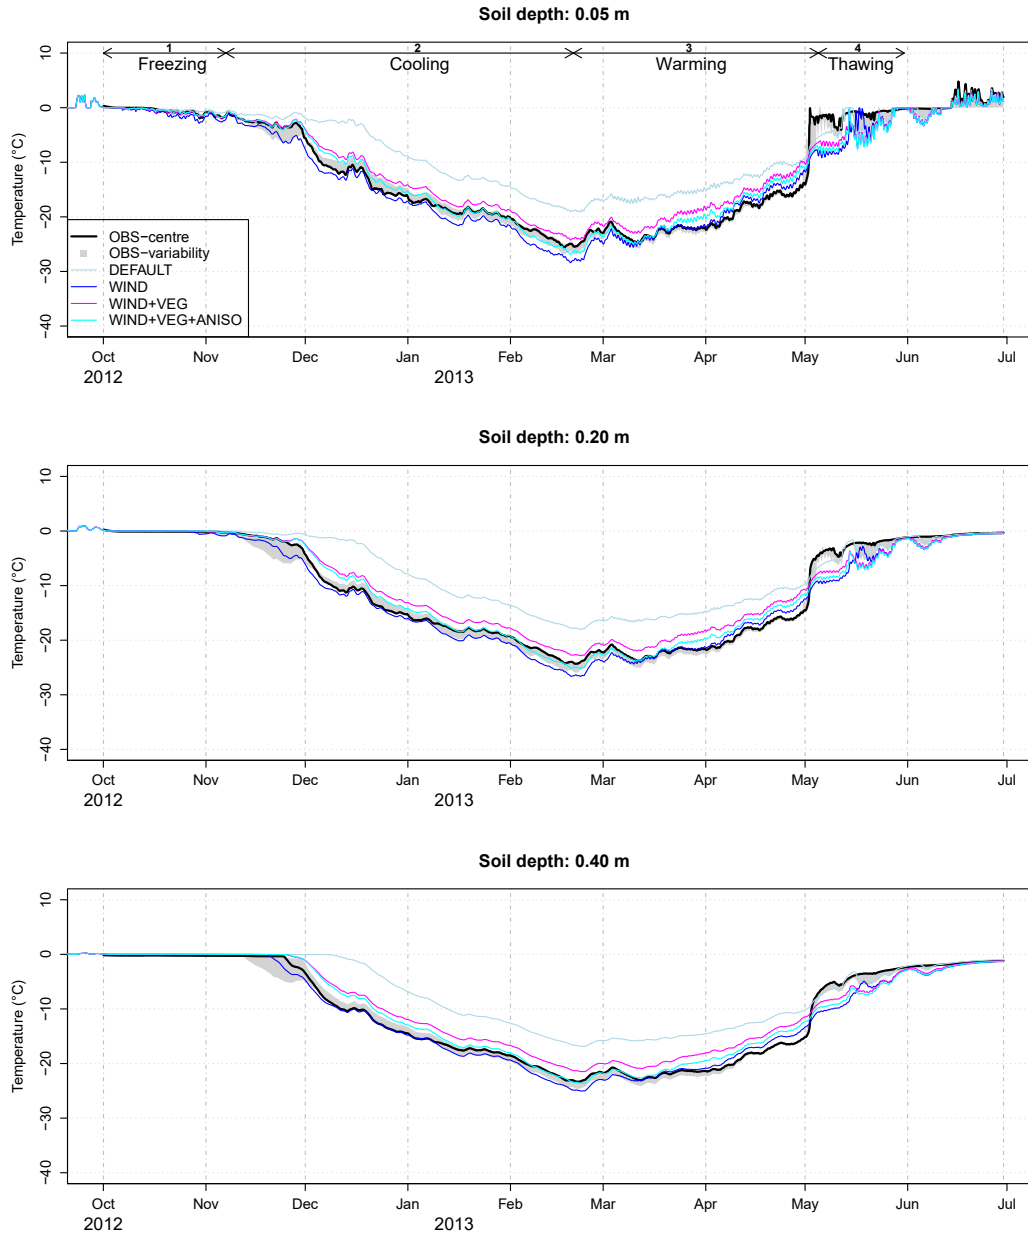 Soil depth: 0.05 m
1 2 3 4
Freezing Cooling Warming Thawing
Temperature (°C)
10
0
−10
−20
−30
−40
OBS−centre
OBS−variability
DEFAULT
WIND
WIND+VEG
WIND+VEG+ANISO
Oct Nov Dec Jan Feb Mar Apr May Jun Jul
2012 2013
Soil depth: 0.20 m
Temperature (°C)
10
0
−10
−20
−30
−40
Oct Nov Dec Jan Feb Mar Apr May Jun Jul
2012 2013
Soil depth: 0.40 m
Temperature (°C)
10
0
−10
−20
−30
−40
Oct Nov Dec Jan Feb Mar Apr May Jun Jul
2012 2013